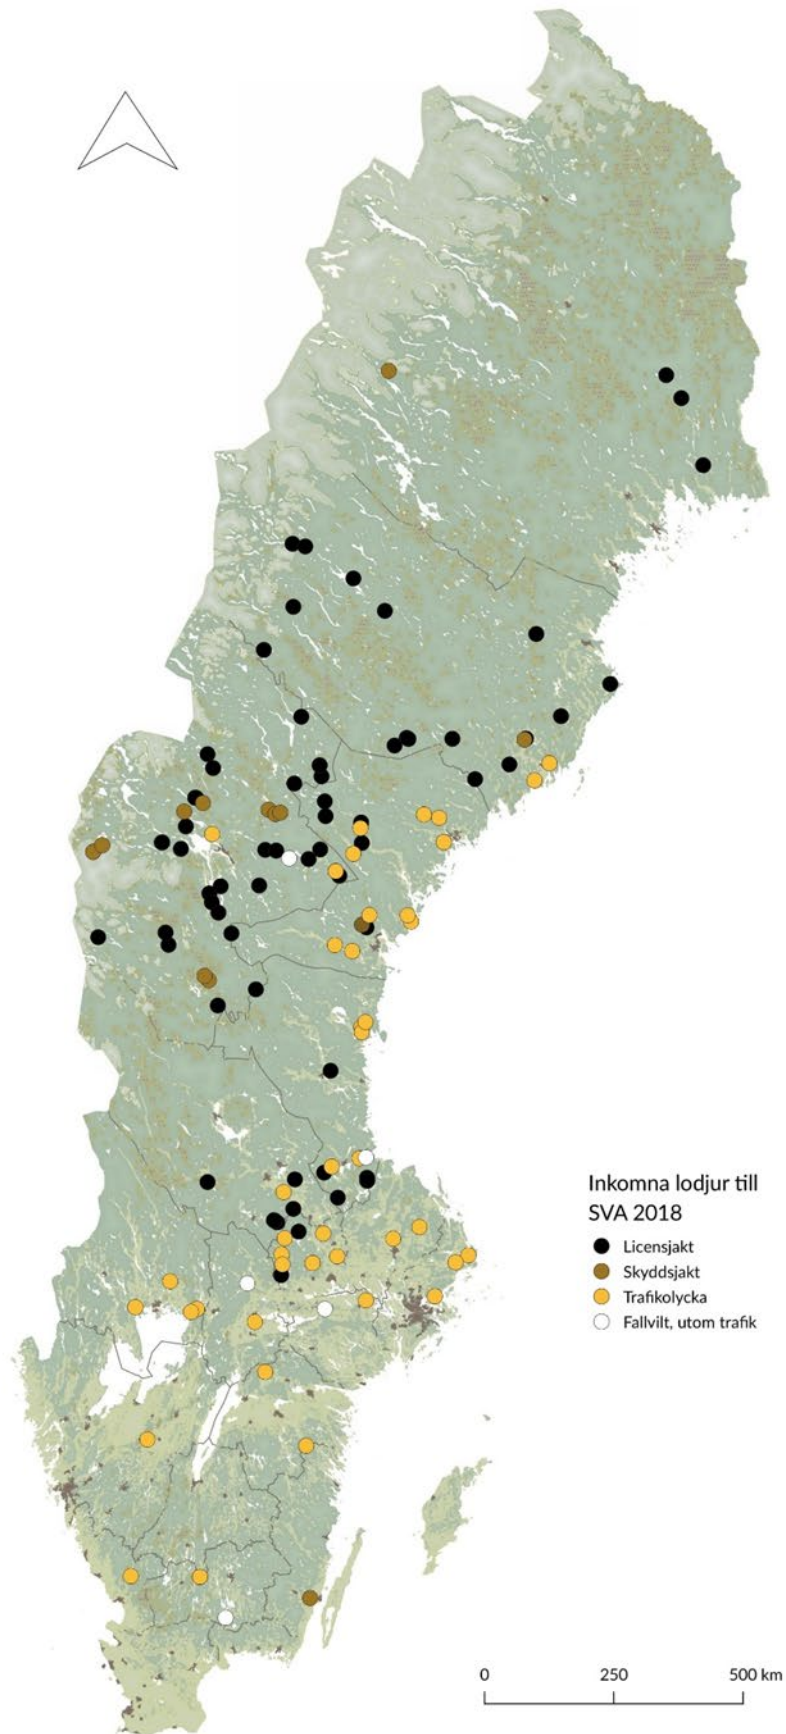 Inkomna lodjur till
SVA 2018
Licensjakt
Skyddsjakt
Trafikolycka
Fallvilt, utom trafik
0 250 500 km